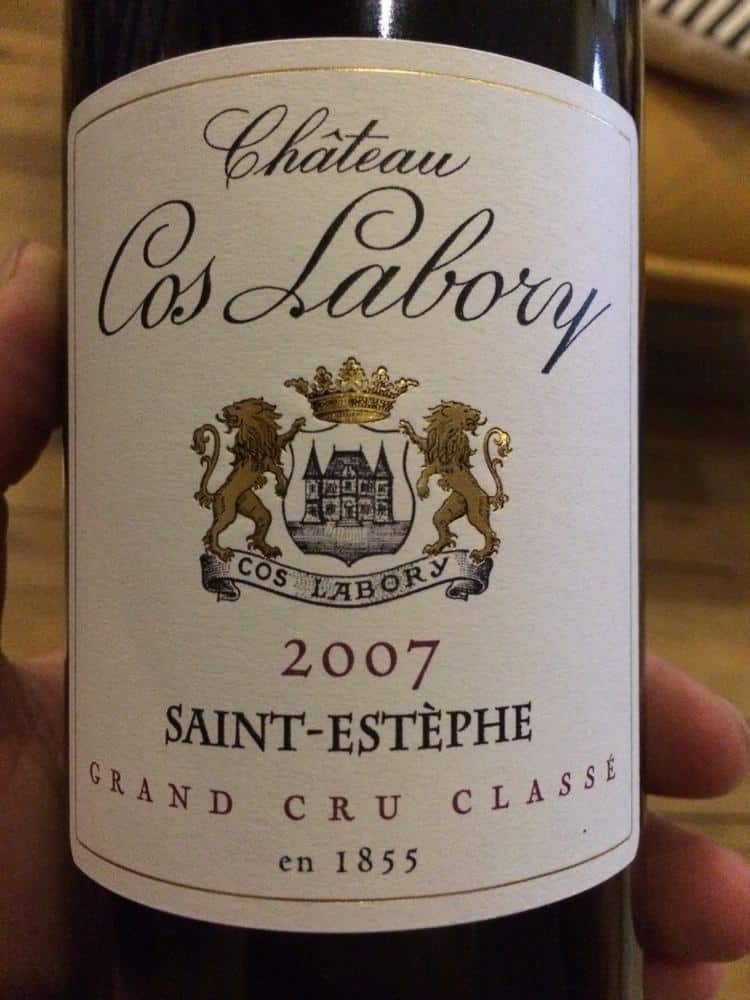 Château
Cos Labory
COS LABORY
2007
SAINT-ESTÈPHE
GRAND CRU CLASSÉ
en 1855